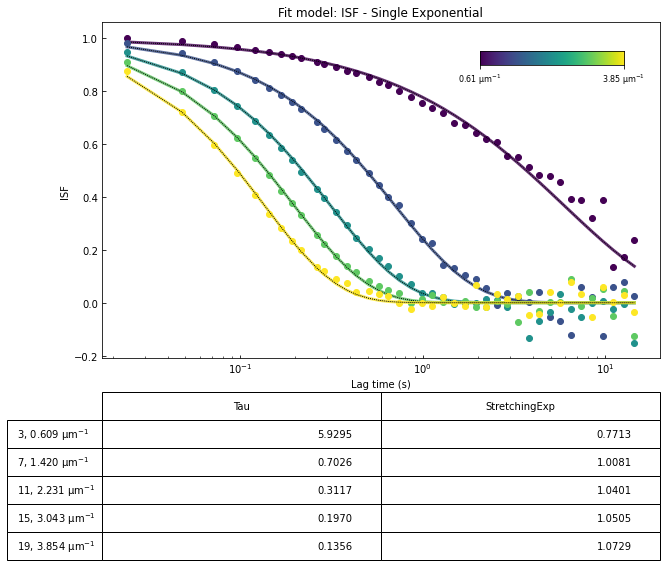 Fit model: ISF - Single Exponential
1.0
0.61 μm⁻¹ 3.85 μm⁻¹
0.8
0.6
ISF
0.4
0.2
0.0
−0.2
10⁻¹ 10⁰ 10¹
Lag time (s)
Tau StretchingExp
3, 0.609 μm⁻¹ 5.9295 0.7713
7, 1.420 μm⁻¹ 0.7026 1.0081
11, 2.231 μm⁻¹ 0.3117 1.0401
15, 3.043 μm⁻¹ 0.1970 1.0505
19, 3.854 μm⁻¹ 0.1356 1.0729